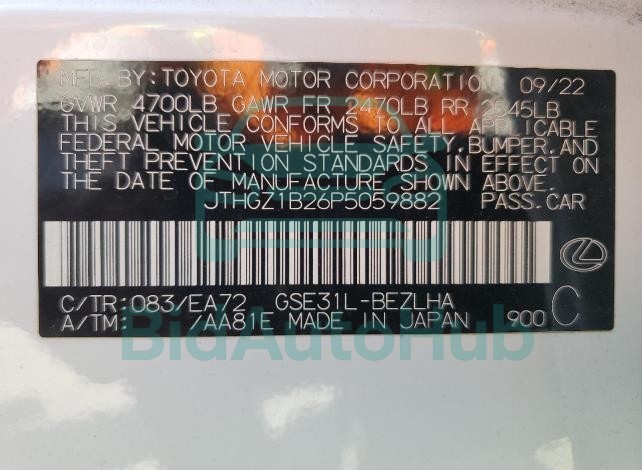 MFD. BY: TOYOTA MOTOR CORPORATION 09/22
GVWR 4700LB GAWR FR 2470LB RR 2645LB
THIS VEHICLE CONFORMS TO ALL APPLICABLE
FEDERAL MOTOR VEHICLE SAFETY, BUMPER, AND
THEFT PREVENTION STANDARDS IN EFFECT ON
THE DATE OF MANUFACTURE SHOWN ABOVE.
JTHGZ1B26P5059882 PASS.CAR
C/TR: 083/EA72 GSE31L-BEZLHA
A/TM: /AA81E MADE IN JAPAN 900 C
BidAutoHub